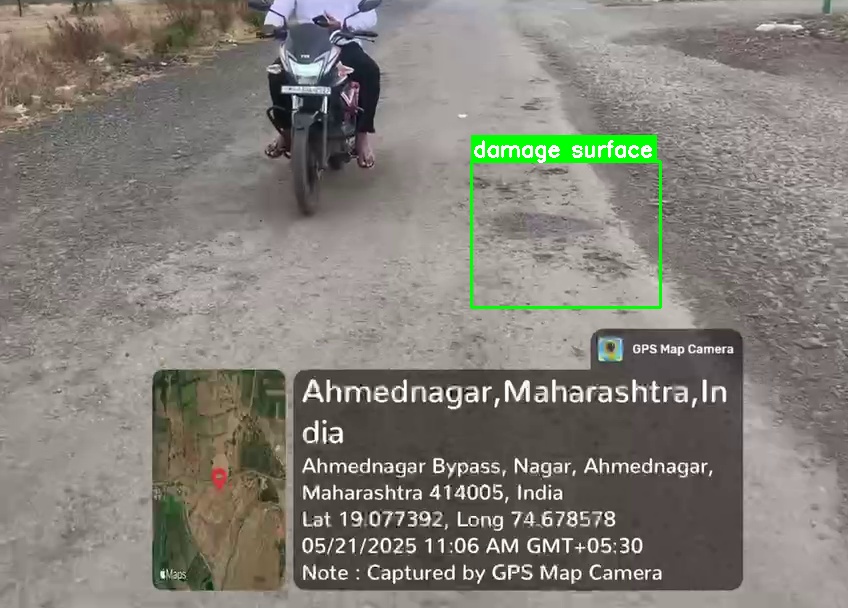 damage surface
GPS Map Camera
Ahmednagar,Maharashtra,In
dia
Ahmednagar Bypass, Nagar, Ahmednagar,
Maharashtra 414005, India
Lat 19.077392, Long 74.678578
05/21/2025 11:06 AM GMT+05:30
Note : Captured by GPS Map Camera
Maps